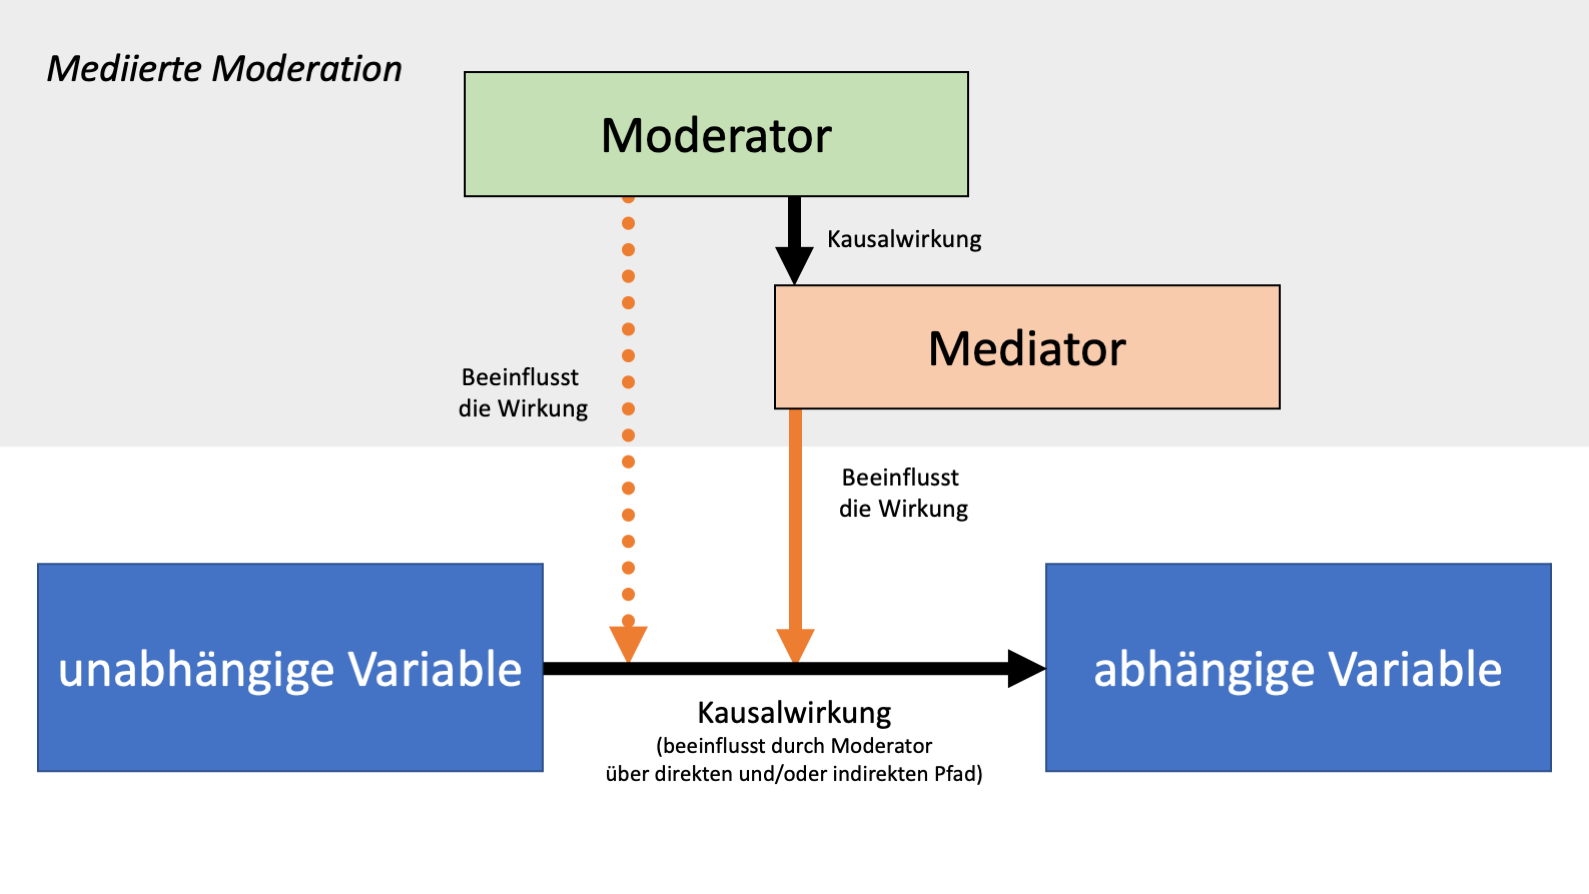 Mediierte Moderation
Moderator
Kausalwirkung
Mediator
Beeinflusst
die Wirkung
Beeinflusst
die Wirkung
unabhängige Variable
abhängige Variable
Kausalwirkung
(beeinflusst durch Moderator
über direkten und/oder indirekten Pfad)